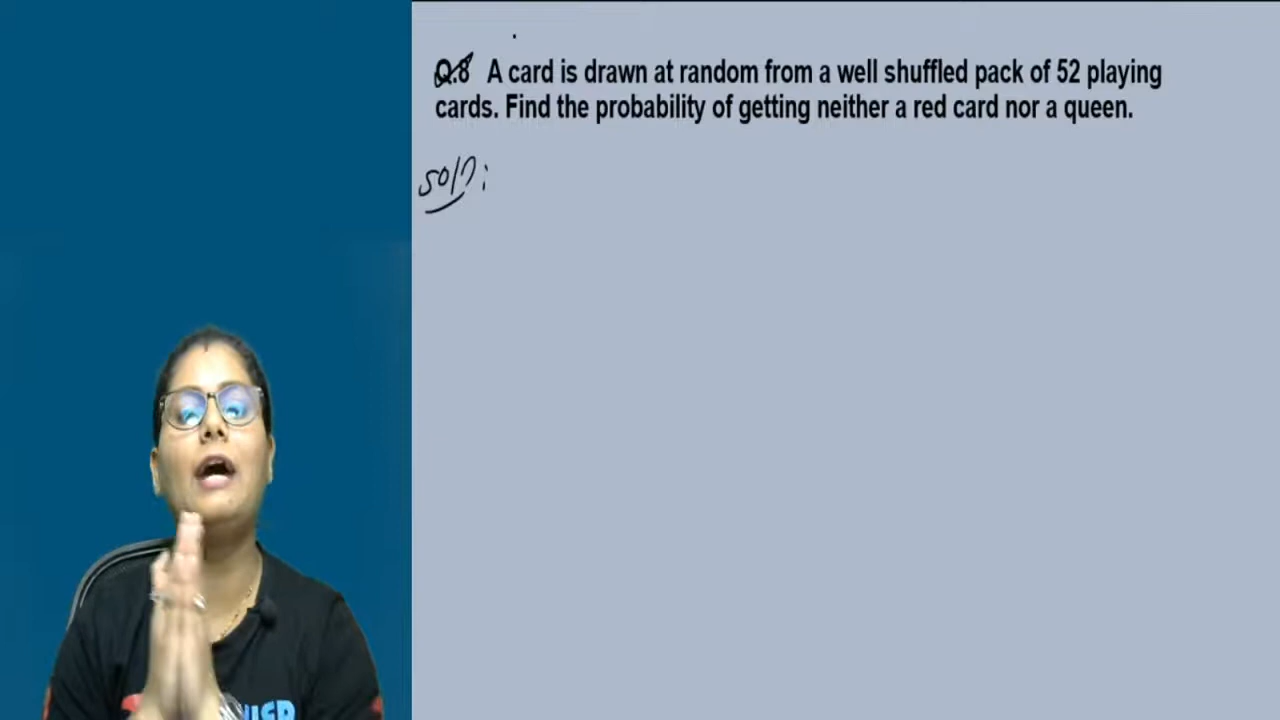 Q.8 A card is drawn at random from a well shuffled pack of 52 playing
cards. Find the probability of getting neither a red card nor a queen.
Soln: